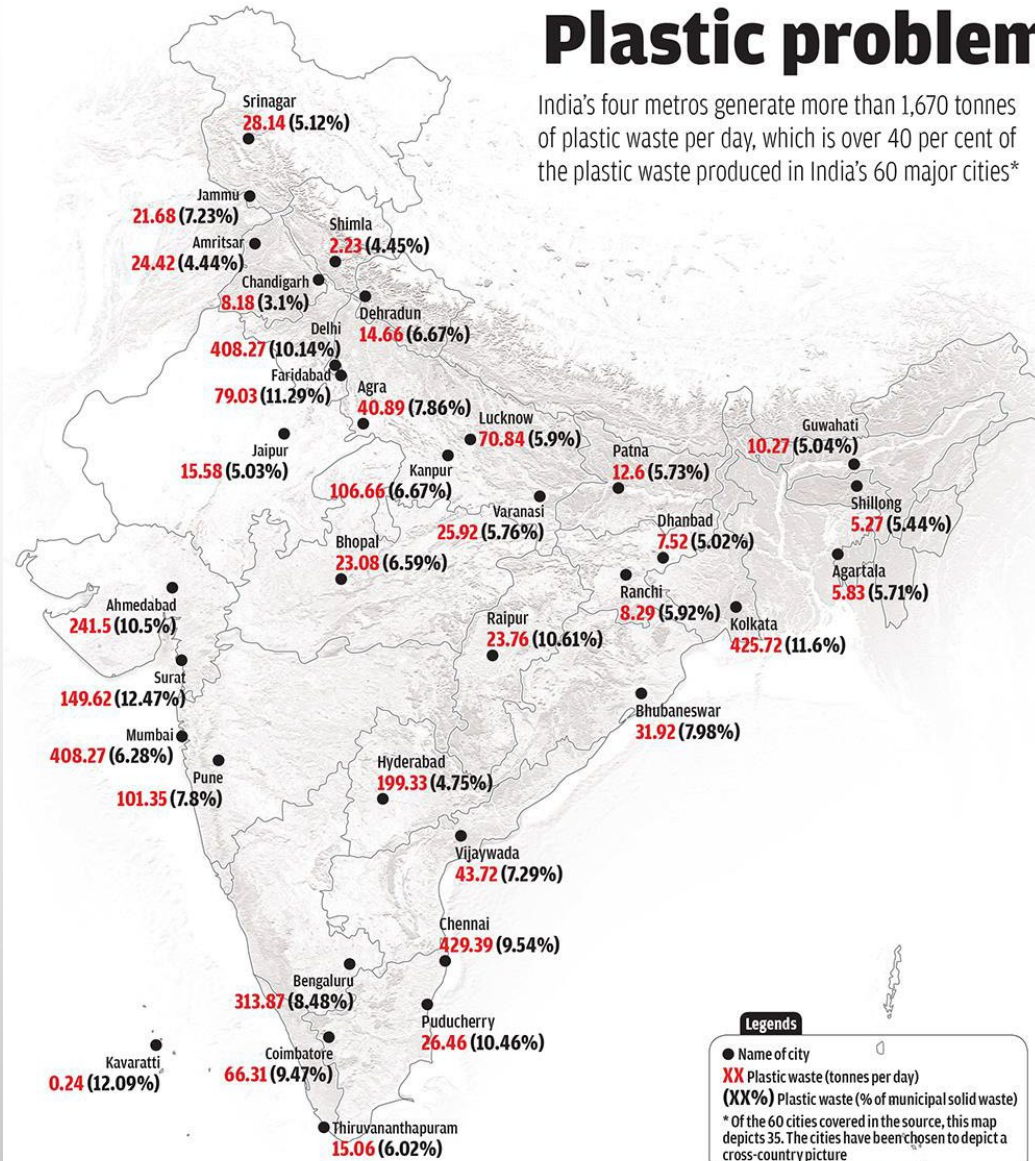 Plastic problem
India's four metros generate more than 1,670 tonnes
of plastic waste per day, which is over 40 per cent of
the plastic waste produced in India's 60 major cities*
Srinagar
28.14 (5.12%)
Jammu
21.68 (7.23%)
Shimla
2.23 (4.45%)
Amritsar
24.42 (4.44%)
Chandigarh
8.18 (3.1%)
Dehradun
14.66 (6.67%)
Delhi
408.27 (10.14%)
Faridabad
79.03 (11.29%)
Agra
40.89 (7.86%)
Lucknow
70.84 (5.9%)
Jaipur
15.58 (5.03%)
Kanpur
106.66 (6.67%)
Patna
12.6 (5.73%)
Guwahati
10.27 (5.04%)
Varanasi
25.92 (5.76%)
Shillong
5.27 (5.44%)
Dhanbad
7.52 (5.02%)
Bhopal
23.08 (6.59%)
Agartala
5.83 (5.71%)
Ranchi
8.29 (5.92%)
Ahmedabad
241.5 (10.5%)
Raipur
23.76 (10.61%)
Kolkata
425.72 (11.6%)
Surat
149.62 (12.47%)
Bhubaneswar
31.92 (7.98%)
Mumbai
408.27 (6.28%)
Pune
101.35 (7.8%)
Hyderabad
199.33 (4.75%)
Vijaywada
43.72 (7.29%)
Chennai
429.39 (9.54%)
Bengaluru
313.87 (8.48%)
Puducherry
26.46 (10.46%)
Kavaratti
0.24 (12.09%)
Coimbatore
66.31 (9.47%)
Thiruvananthapuram
15.06 (6.02%)
Legends
Name of city
XX Plastic waste (tonnes per day)
(XX%) Plastic waste (% of municipal solid waste)
* Of the 60 cities covered in the source, this map
depicts 35. The cities have been chosen to depict a
cross-country picture